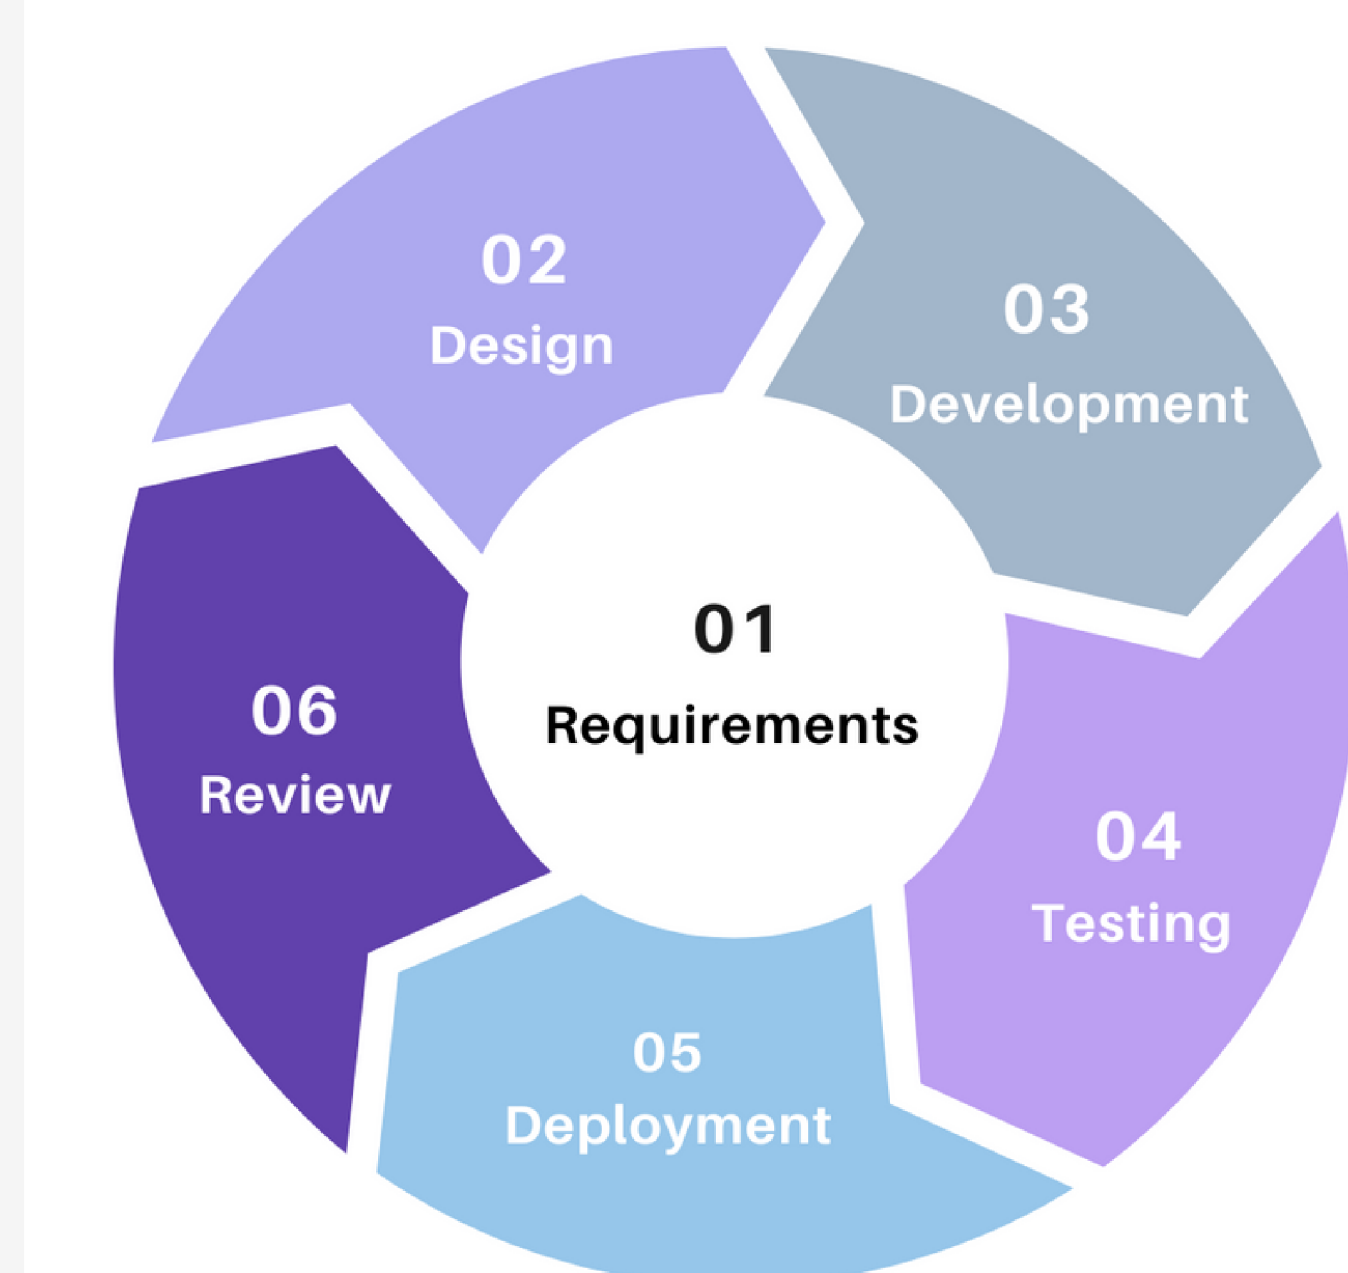 01
Requirements
02
Design
03
Development
04
Testing
05
Deployment
06
Review